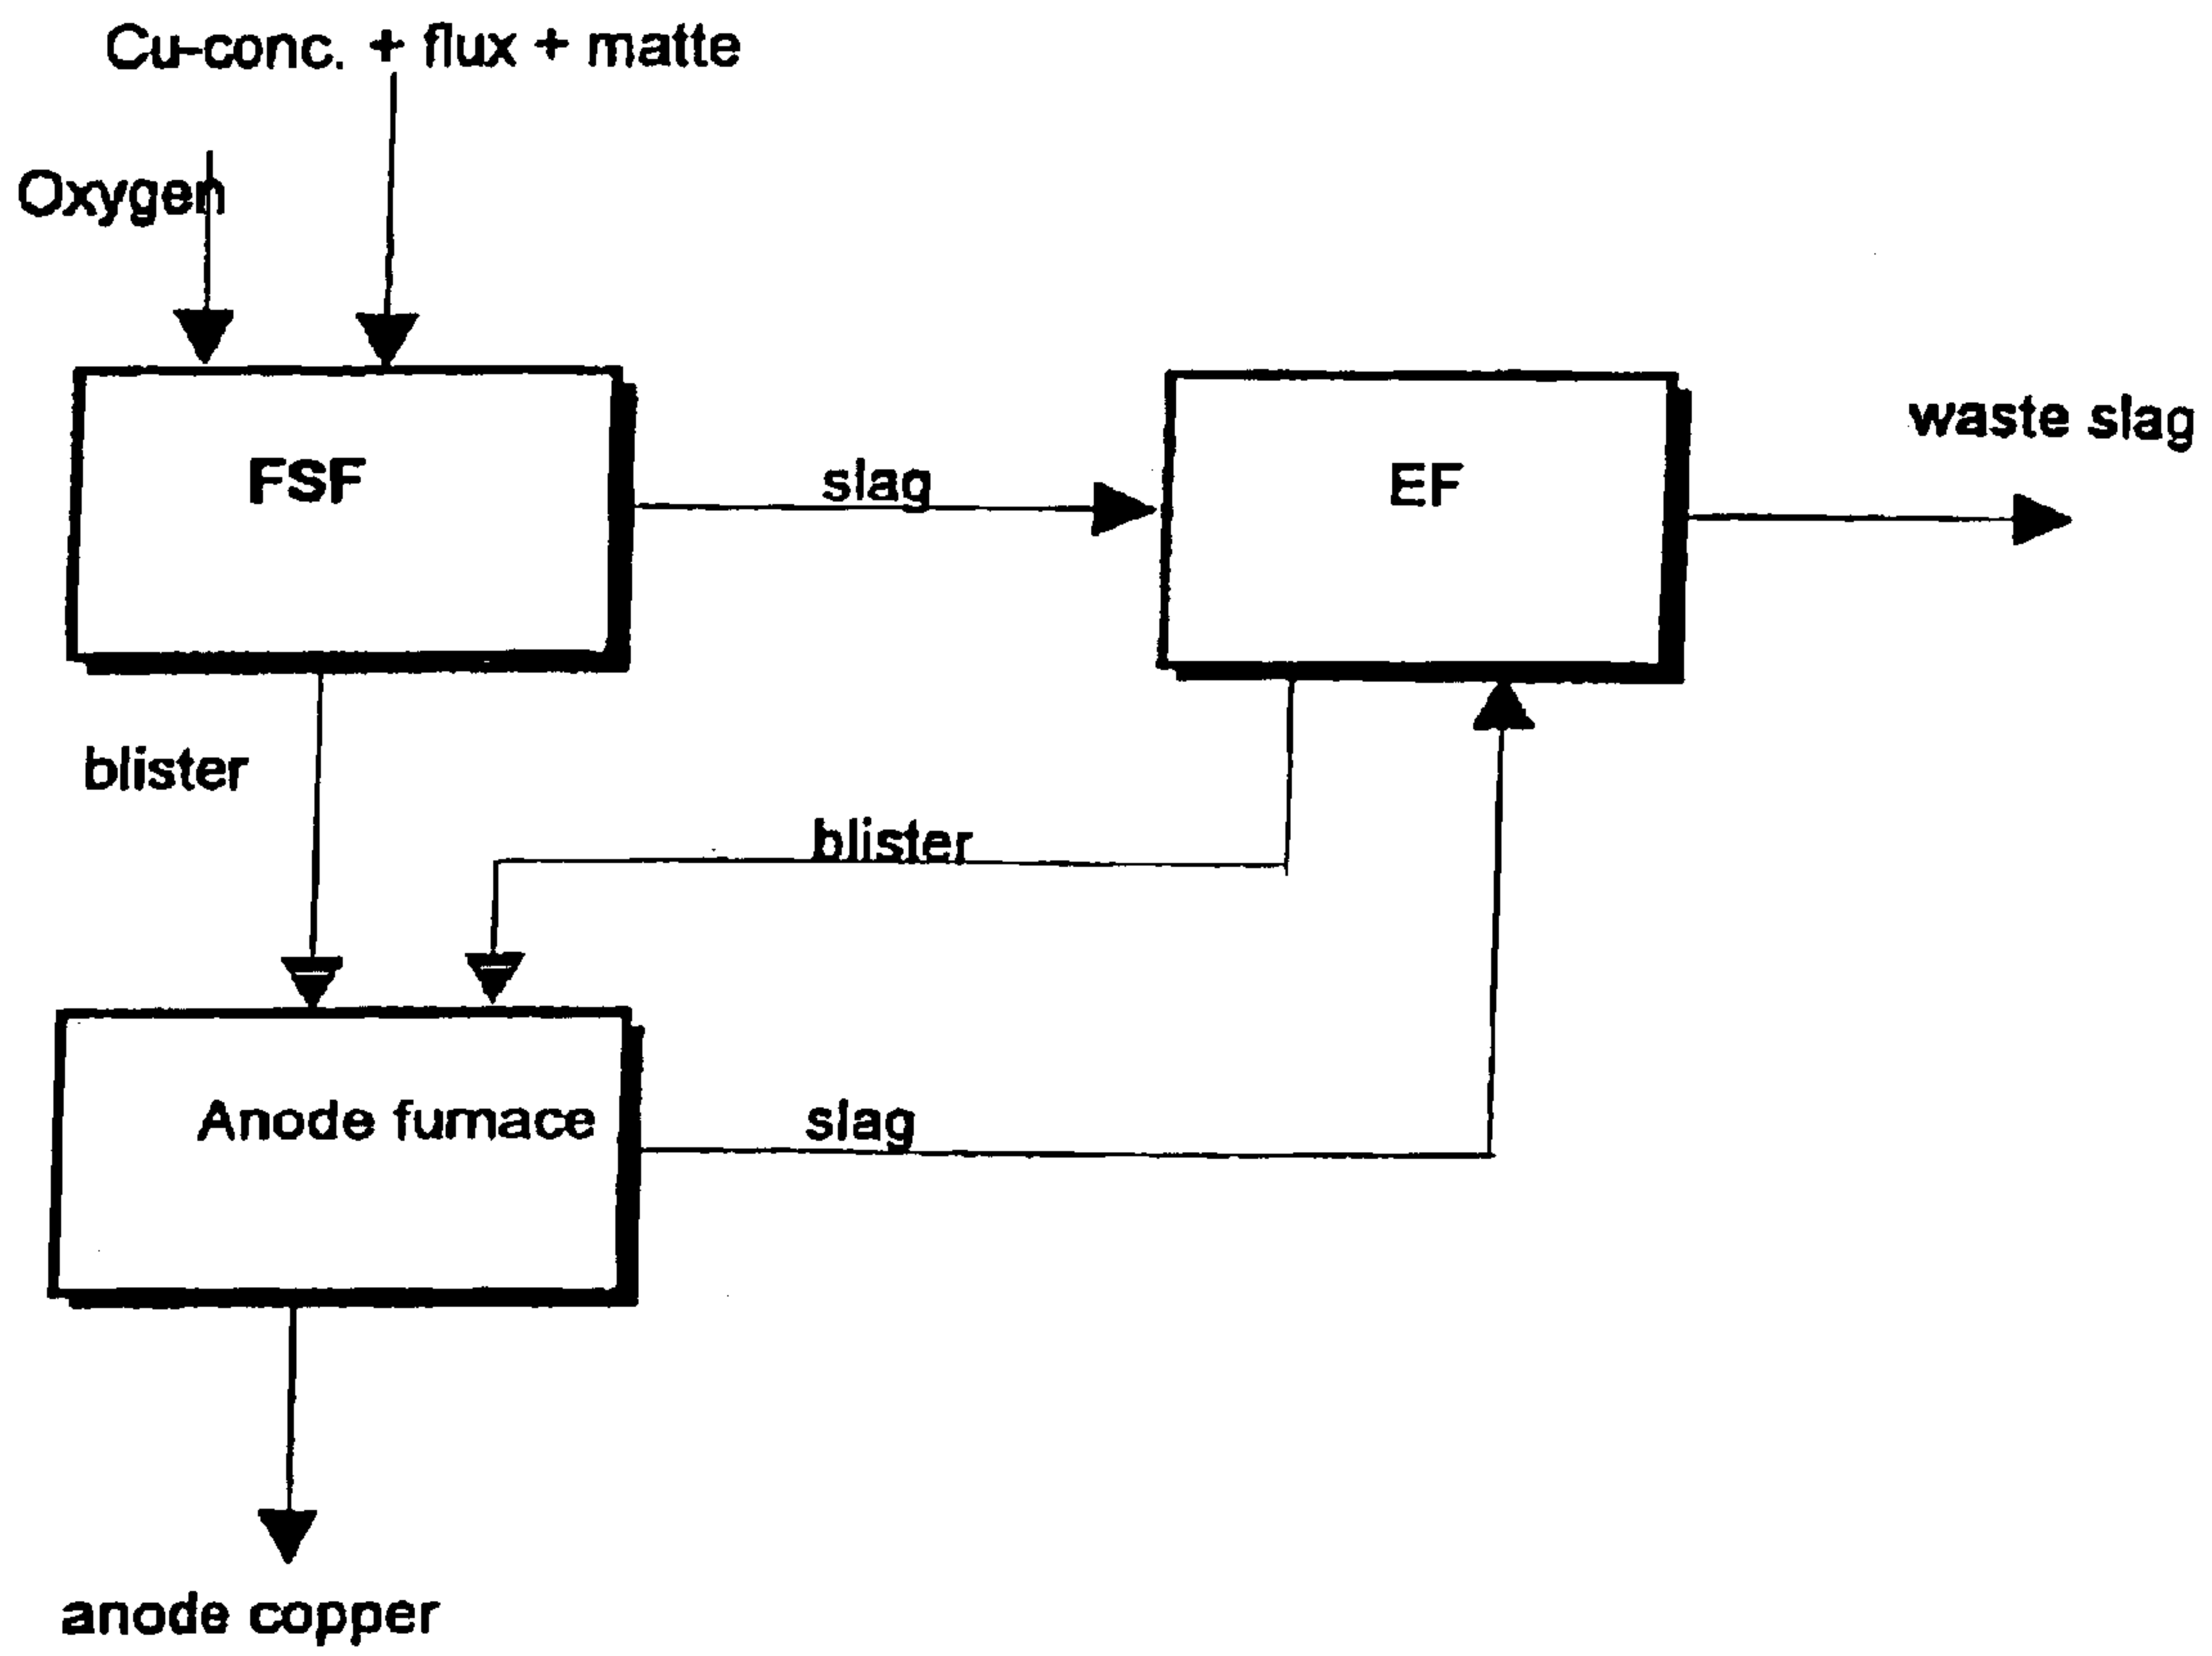 Cu-conc. + flux + matte
Oxygen
FSF
slag
EF
waste slag
blister
blister
Anode furnace
slag
anode copper